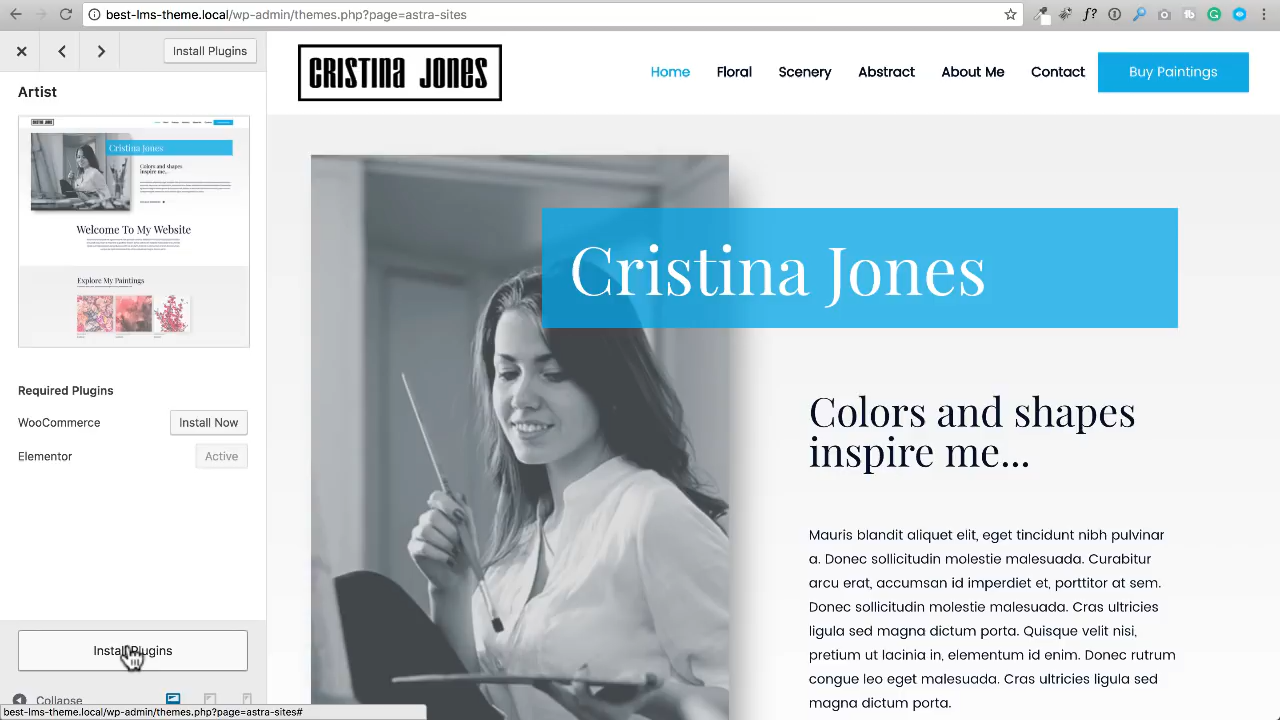 best-lms-theme.local/wp-admin/themes.php?page=astra-sites
Install Plugins
Artist
CRISTINA JONES
Cristina Jones
Colors and shapes
inspire me...
Welcome To My Website
Explore My Paintings
Required Plugins
WooCommerce
Install Now
Elementor
Active
Install Plugins
Collapse
best-lms-theme.local/wp-admin/themes.php?page=astra-sites#
CRISTINA JONES
Home
Floral
Scenery
Abstract
About Me
Contact
Buy Paintings
Cristina Jones
Colors and shapes
inspire me...
Mauris blandit aliquet elit, eget tincidunt nibh pulvinar
a. Donec sollicitudin molestie malesuada. Curabitur
arcu erat, accumsan id imperdiet et, porttitor at sem.
Donec sollicitudin molestie malesuada. Cras ultricies
ligula sed magna dictum porta. Quisque velit nisi,
pretium ut lacinia in, elementum id enim. Donec rutrum
congue leo eget malesuada. Cras ultricies ligula sed
magna dictum porta.